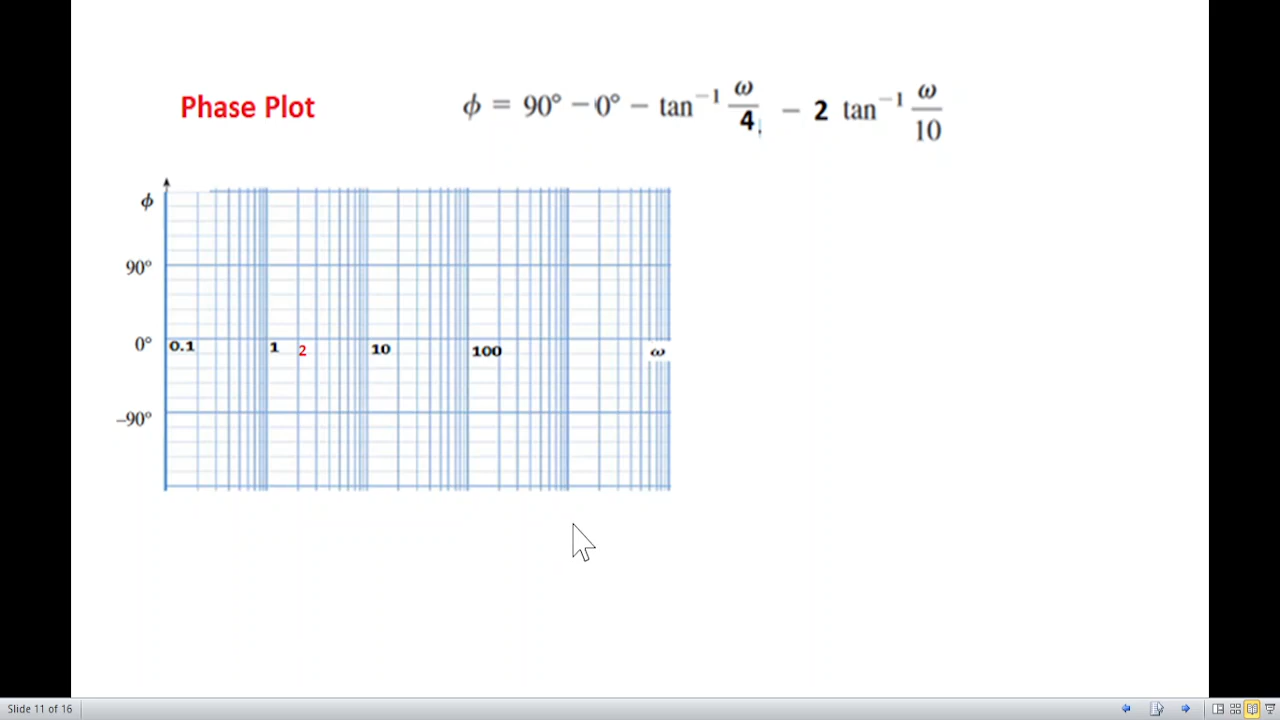 Phase Plot
ϕ = 90° − 0° − tan⁻¹ ω/4 − 2 tan⁻¹ ω/10
ϕ
90°
0° 0.1 1 2 10 100 ω
–90°
Slide 11 of 16